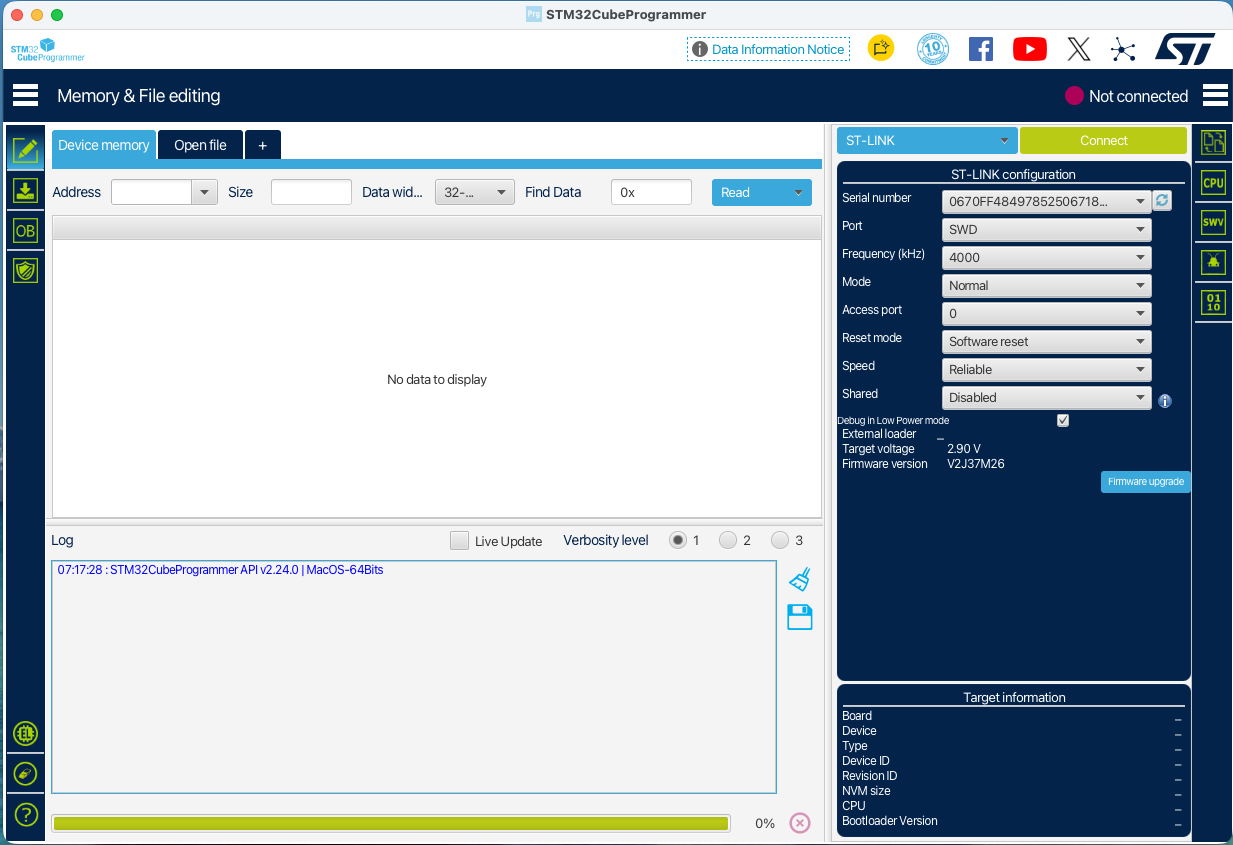 Prg STM32CubeProgrammer
STM32
CubeProgrammer
Data Information Notice
10
YEARS
ST
Memory & File editing
Not connected
Device memory
Open file
+
Address
Size
Data wid...
32-...
Find Data
0x
Read
No data to display
Log
Live Update
Verbosity level
1
2
3
07:17:28 : STM32CubeProgrammer API v2.24.0 | MacOS-64Bits
0%
OB
EL
?
ST-LINK
Connect
ST-LINK configuration
Serial number
0670FF48497852506718...
Port
SWD
Frequency (kHz)
4000
Mode
Normal
Access port
0
Reset mode
Software reset
Speed
Reliable
Shared
Disabled
Debug in Low Power mode
External loader _
Target voltage 2.90 V
Firmware version V2J37M26
Firmware upgrade
Target information
Board _
Device _
Type _
Device ID _
Revision ID _
NVM size _
CPU _
Bootloader Version _
CPU
SWV
01
10